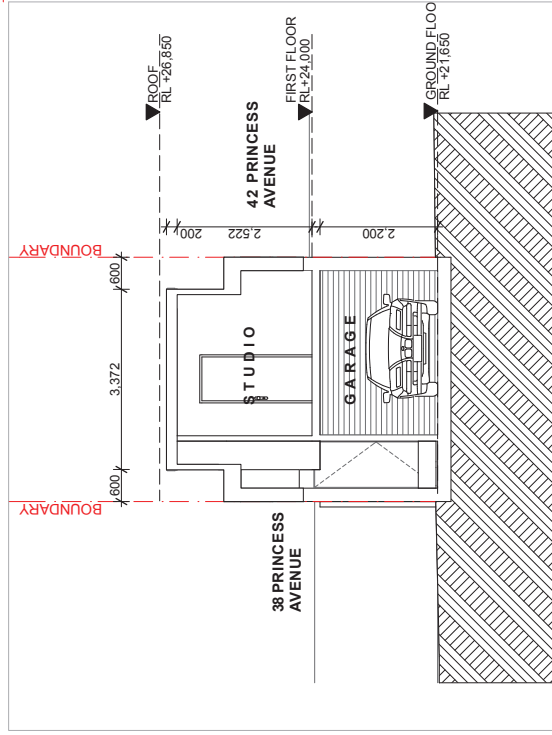 ROOF
RL +26,850
FIRST FLOOR
RL+24,000
GROUND FLOO
RL +21,650
42 PRINCESS
AVENUE
BOUNDARY
200
2,522
2,200
600
3,372
600
STUDIO
GARAGE
BOUNDARY
38 PRINCESS
AVENUE